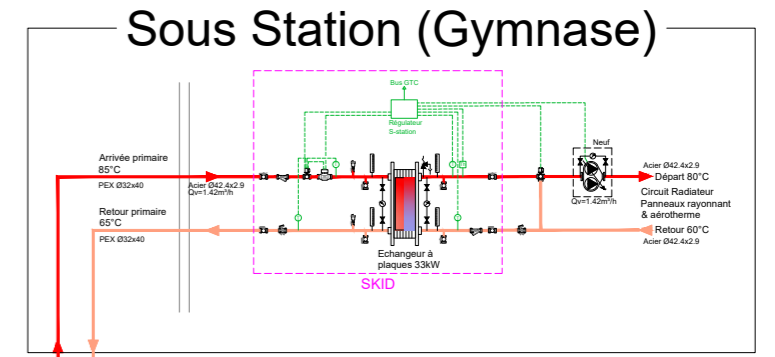 Sous Station (Gymnase)
Bus GTC
Régulateur
S-station
Neuf
Arrivée primaire
85°C
PEX Ø32x40
Acier Ø42.4x2.9
Qv=1.42m³/h
Acier Ø42.4x2.9
Départ 80°C
Qv=1.42m³/h
Circuit Radiateur
Panneaux rayonnant
& aérotherme
Retour primaire
65°C
PEX Ø32x40
Retour 60°C
Acier Ø42.4x2.9
Echangeur à
plaques 33kW
SKID